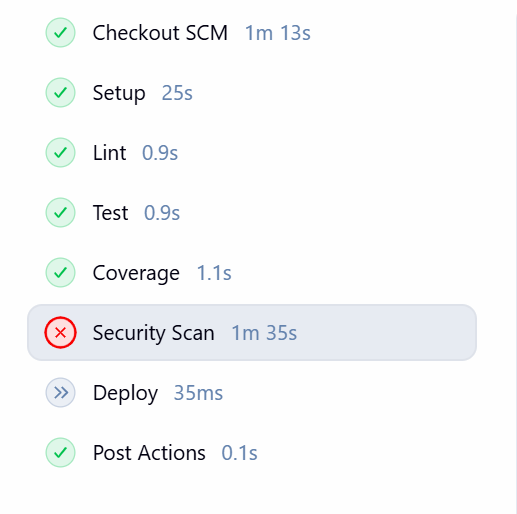 Checkout SCM 1m 13s
Setup 25s
Lint 0.9s
Test 0.9s
Coverage 1.1s
Security Scan 1m 35s
Deploy 35ms
Post Actions 0.1s